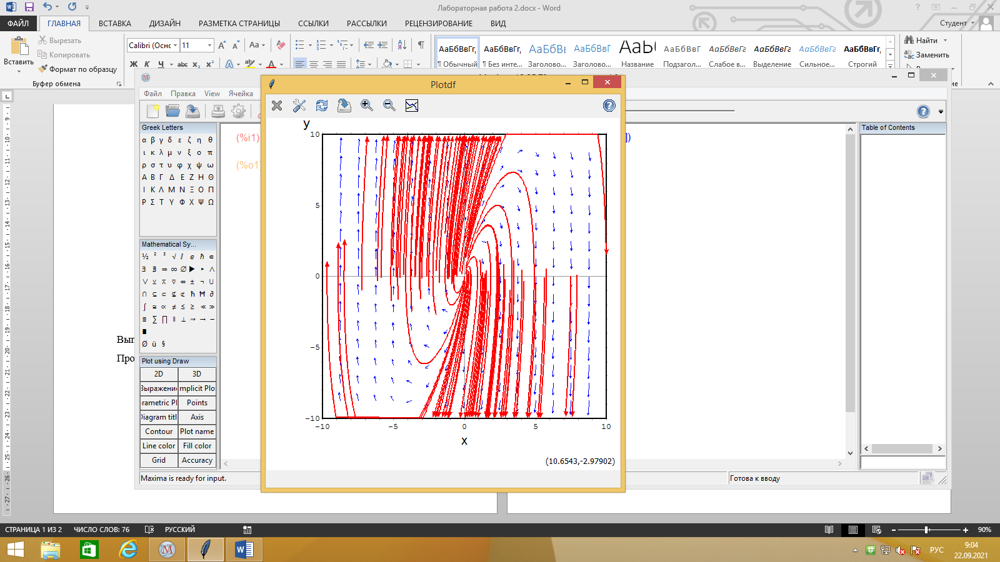 Лабораторная работа 2.docx - Word
ФАЙЛ ГЛАВНАЯ ВСТАВКА ДИЗАЙН РАЗМЕТКА СТРАНИЦЫ ССЫЛКИ РАССЫЛКИ РЕЦЕНЗИРОВАНИЕ ВИД Студент
Вставить
Вырезать
Копировать
Формат по образцу
Буфер обмена
Calibri (Оснс 11
Ж К Ч abc x₂ x²
АаБбВвГг, АаБбВвГг, АаБбВı АаБбВвГ АаБı АаБбВвГ АаБбВвГг АаБбВвГг АаБбВвГг АаБбВвГг,
¶ Обычный ¶ Без инте... Заголово... Заголово... Название Подзагол... Слабое в... Выделение Сильное... Строгий
Найти
Заменить
Файл Правка View Ячейка
Plotdf
Greek Letters
α β γ δ ε ζ η θ
ι κ λ μ ν ξ ο π
ρ σ τ υ φ χ ψ ω
Α Β Γ Δ Ε Ζ Η Θ
Ι Κ Λ Μ Ν Ξ Ο Π
Ρ Σ Τ Υ Φ Χ Ψ Ω
Mathematical Sy...
½ ² ³ √ ⅈ ℯ ℏ ∈
∃ ∄ ⇒ ∞ ∅ ▶ ‣ ∧
∨ ⊻ ⊼ ⊽ ⇔ ± ¬ ∪
∩ ⊆ ⊂ ⊈ ⊄ ħ Ħ ∂
∫ ≅ ∝ ≠ ≤ ≥ ≪ ≫
≣ ∑ ∏ ∥ ⊥ ⇝ → −
∎
Ø ü §
Plot using Draw
2D 3D
Выражени mplicit Plo
rametric Pl Points
Diagram titl Axis
Contour Plot name
Line color Fill color
Grid Accuracy
(%i1)
])
(%o1)
y
10
5
0
−5
−10
−10 −5 0 5 10
x
(10.6543,-2.97902)
Table of Contents
Вып
Про
Maxima is ready for input.
Готова к вводу
СТРАНИЦА 1 ИЗ 2 ЧИСЛО СЛОВ: 76 РУССКИЙ 90%
РУС
9:04
22.09.2021